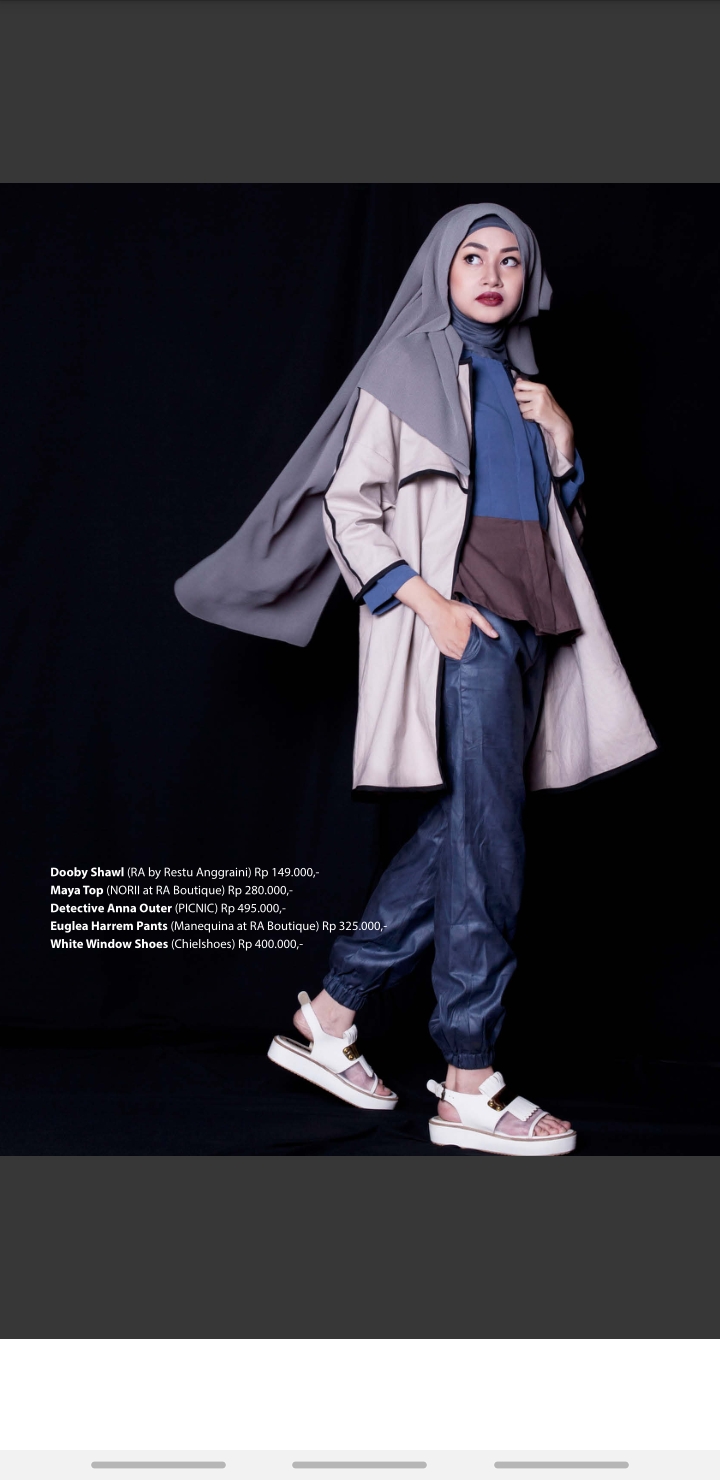 Dooby Shawl (RA by Restu Anggraini) Rp 149.000,-
Maya Top (NORII at RA Boutique) Rp 280.000,-
Detective Anna Outer (PICNIC) Rp 495.000,-
Euglea Harrem Pants (Manequina at RA Boutique) Rp 325.000,-
White Window Shoes (Chielshoes) Rp 400.000,-